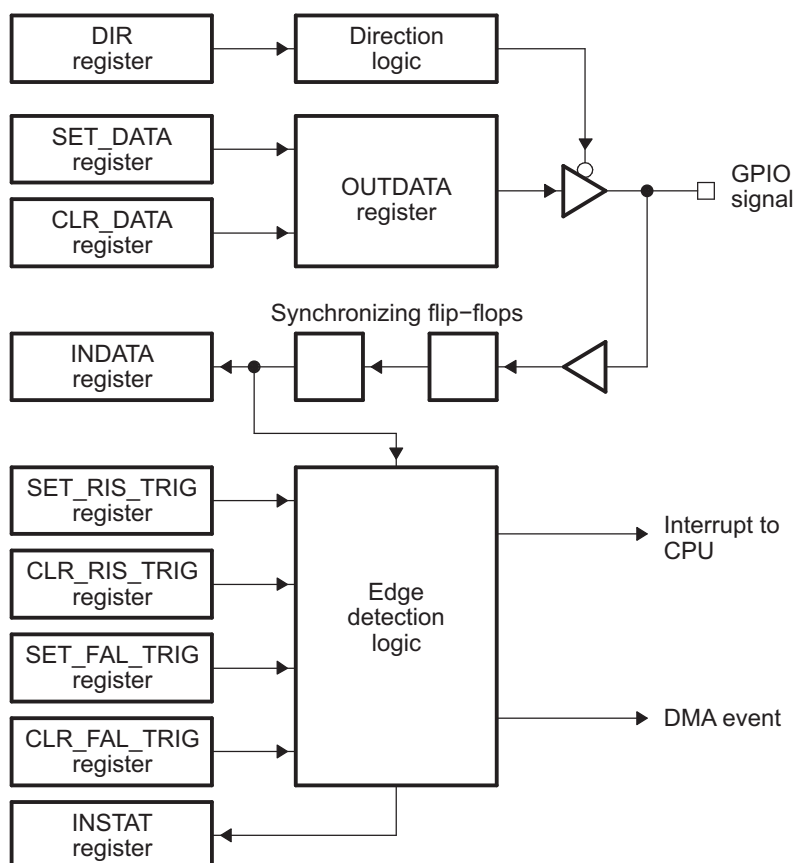 DIR
register
Direction
logic
SET_DATA
register
OUTDATA
register
GPIO
signal
CLR_DATA
register
Synchronizing flip−flops
INDATA
register
SET_RIS_TRIG
register
Interrupt to
CPU
CLR_RIS_TRIG
register
Edge
detection
logic
SET_FAL_TRIG
register
DMA event
CLR_FAL_TRIG
register
INSTAT
register